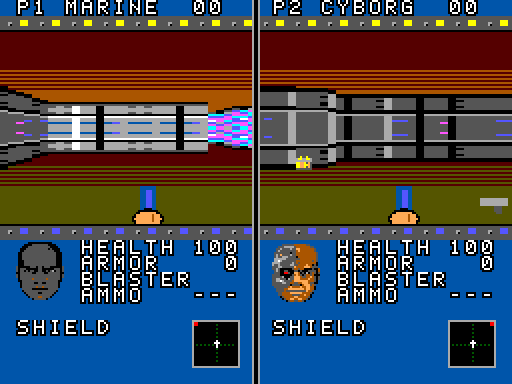 P1 MARINE 00
P2 CYBORG 00
HEALTH 100
ARMOR 0
BLASTER
AMMO ---
SHIELD
HEALTH 100
ARMOR 0
BLASTER
AMMO ---
SHIELD